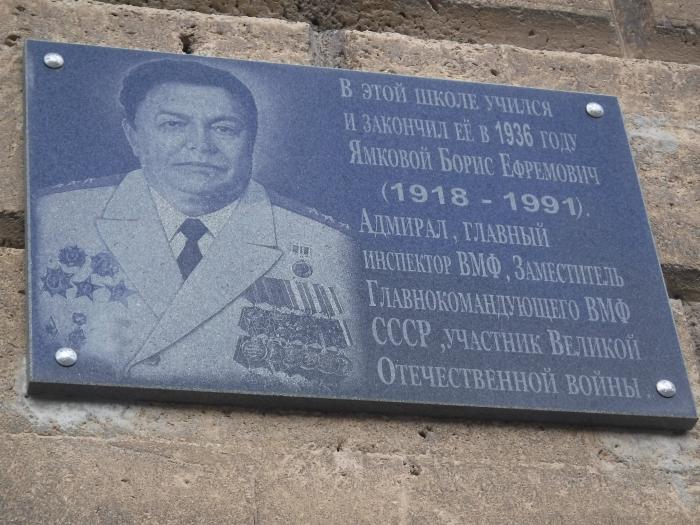 В ЭТОЙ ШКОЛЕ УЧИЛСЯ
И ЗАКОНЧИЛ ЕЁ В 1936 ГОДУ
ЯМКОВОЙ БОРИС ЕФРЕМОВИЧ
(1918 - 1991).
АДМИРАЛ , ГЛАВНЫЙ
ИНСПЕКТОР ВМФ , ЗАМЕСТИТЕЛЬ
ГЛАВНОКОМАНДУЮЩЕГО ВМФ
СССР ,УЧАСТНИК ВЕЛИКОЙ
ОТЕЧЕСТВЕННОЙ ВОЙНЫ .